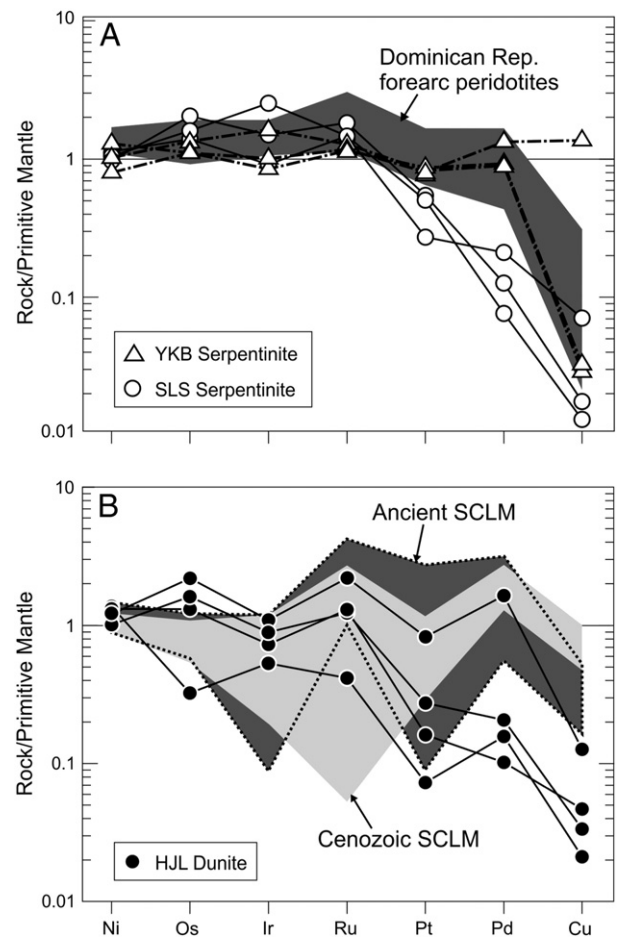 10
A
Dominican Rep.
forearc peridotites
1
Rock/Primitive Mantle
0.1
YKB Serpentinite
SLS Serpentinite
0.01
10
B
Ancient SCLM
1
Rock/Primitive Mantle
0.1
Cenozoic SCLM
HJL Dunite
0.01
Ni Os Ir Ru Pt Pd Cu